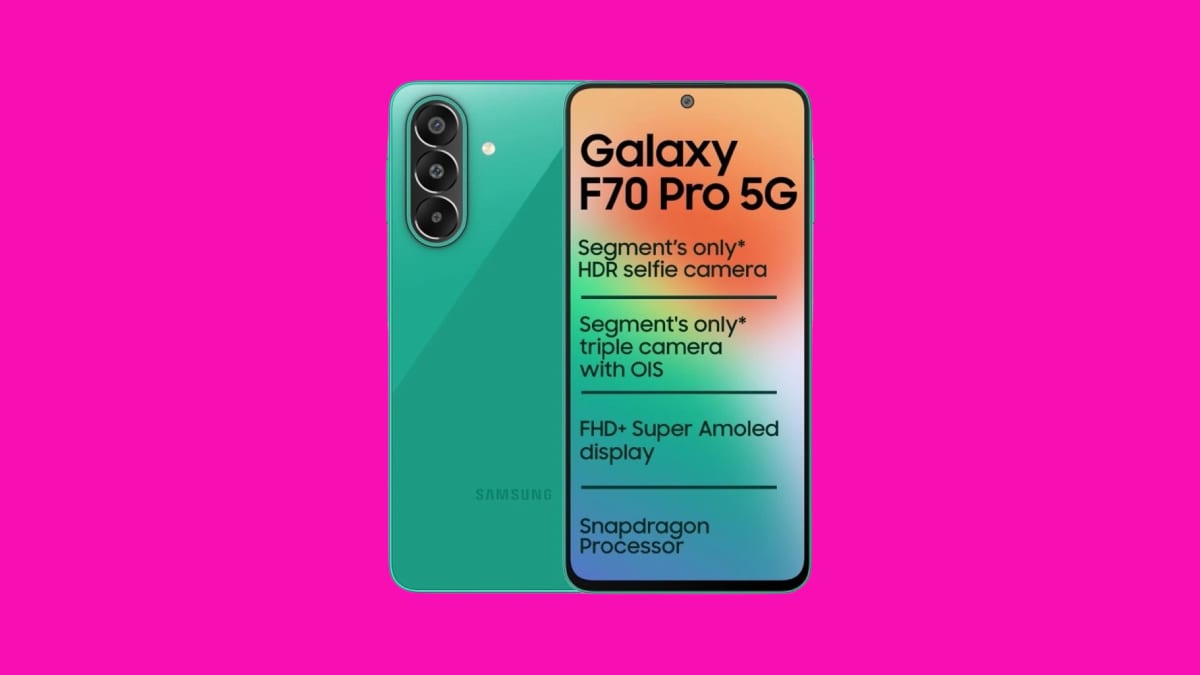 Galaxy
F70 Pro 5G
Segment's only*
HDR selfie camera
Segment's only*
triple camera
with OIS
FHD+ Super Amoled
display
Snapdragon
Processor
SAMSUNG